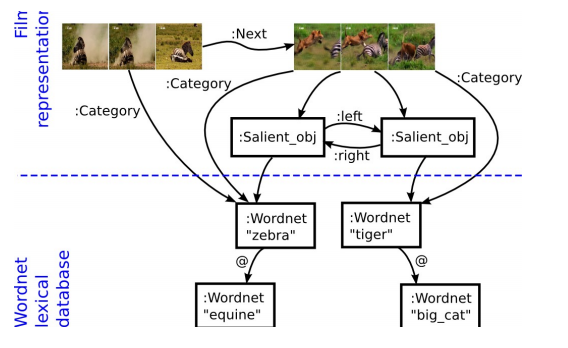 Film
representation
:Next
:Category
:Category
:Category
:left
:Salient_obj
:Salient_obj
:right
:Wordnet
"zebra"
:Wordnet
"tiger"
@
@
Wordnet
lexical
database
:Wordnet
"equine"
:Wordnet
"big_cat"